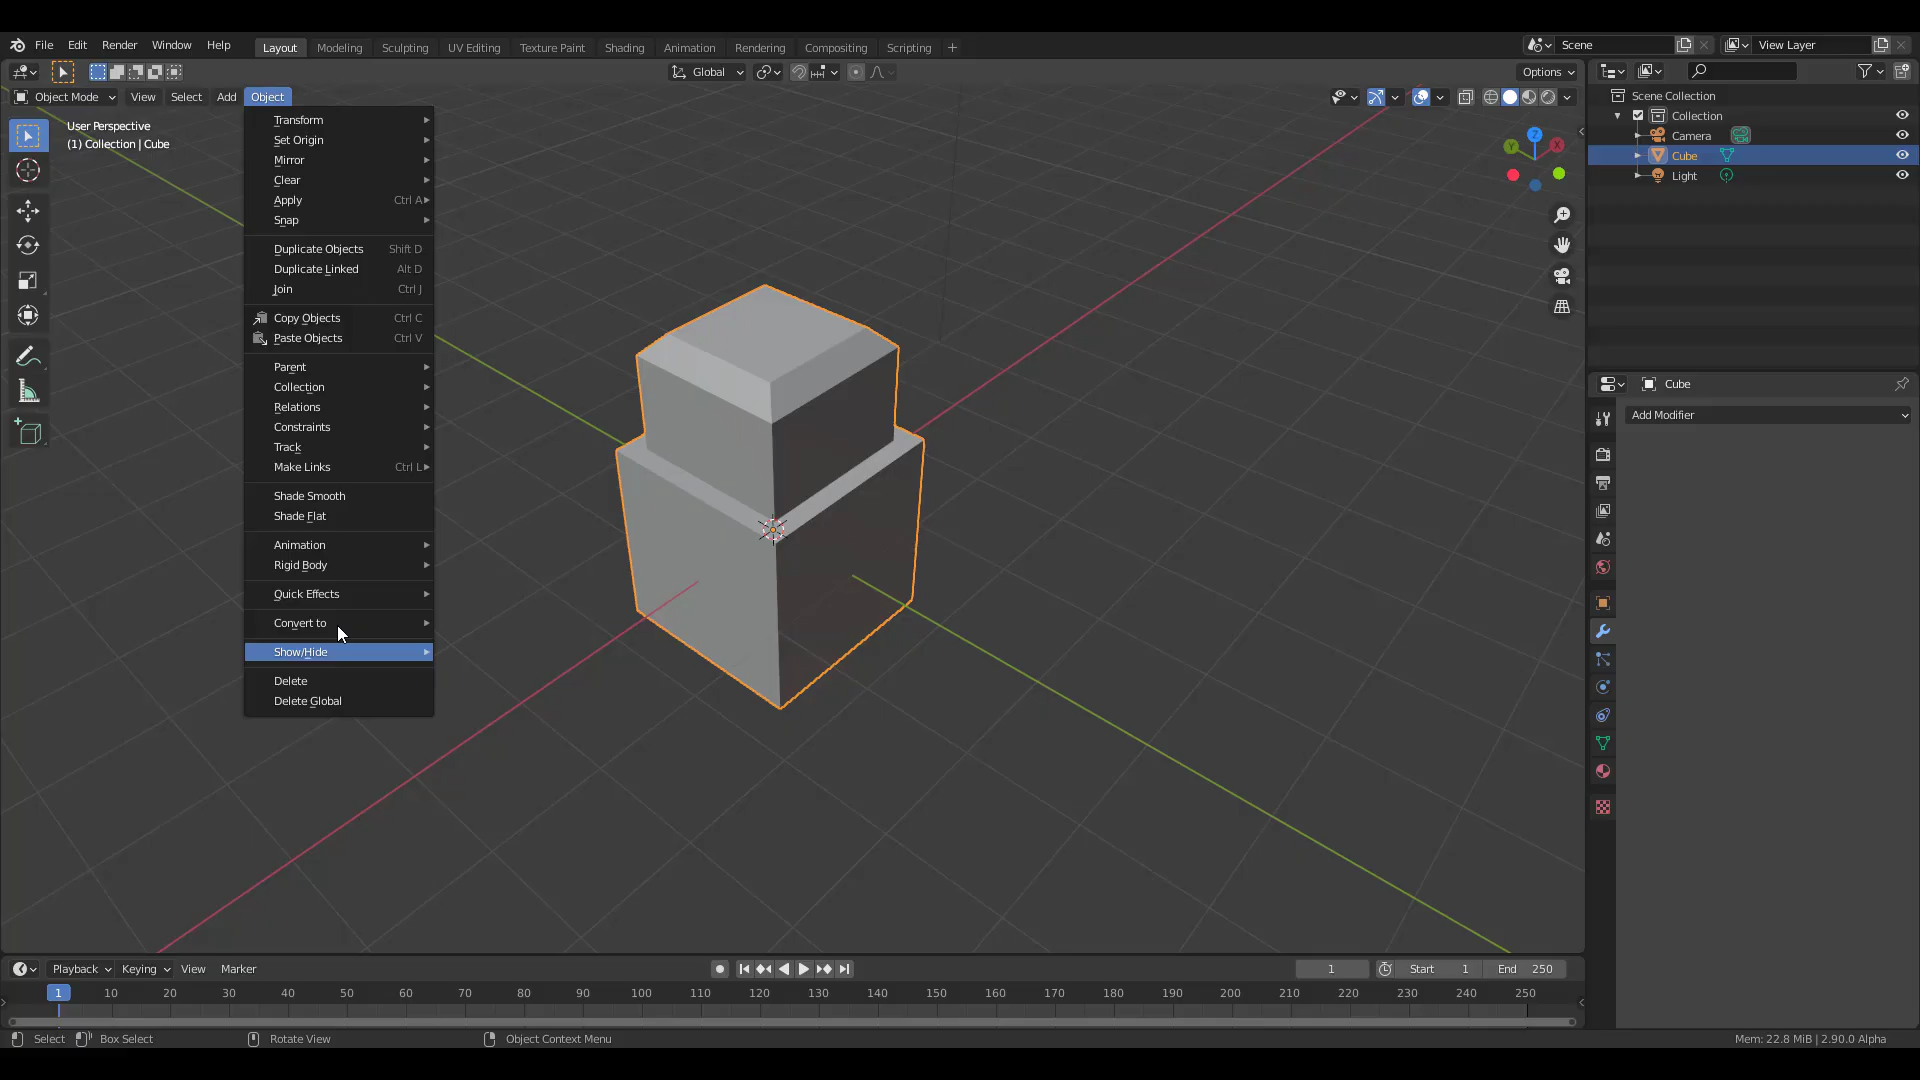 File Edit Render Window Help Layout Modeling Sculpting UV Editing Texture Paint Shading Animation Rendering Compositing Scripting + Scene View Layer
Global Options
Object Mode View Select Add Object
User Perspective
(1) Collection | Cube
Transform
Set Origin
Mirror
Clear
Apply Ctrl A
Snap
Duplicate Objects Shift D
Duplicate Linked Alt D
Join Ctrl J
Copy Objects Ctrl C
Paste Objects Ctrl V
Parent
Collection
Relations
Constraints
Track
Make Links Ctrl L
Shade Smooth
Shade Flat
Animation
Rigid Body
Quick Effects
Convert to
Show/Hide
Delete
Delete Global
Z
Y
X
Scene Collection
Collection
Camera
Cube
Light
Cube
Add Modifier
Playback Keying View Marker 1 Start 1 End 250
1 10 20 30 40 50 60 70 80 90 100 110 120 130 140 150 160 170 180 190 200 210 220 230 240 250
Select Box Select Rotate View Object Context Menu Mem: 22.8 MiB | 2.90.0 Alpha